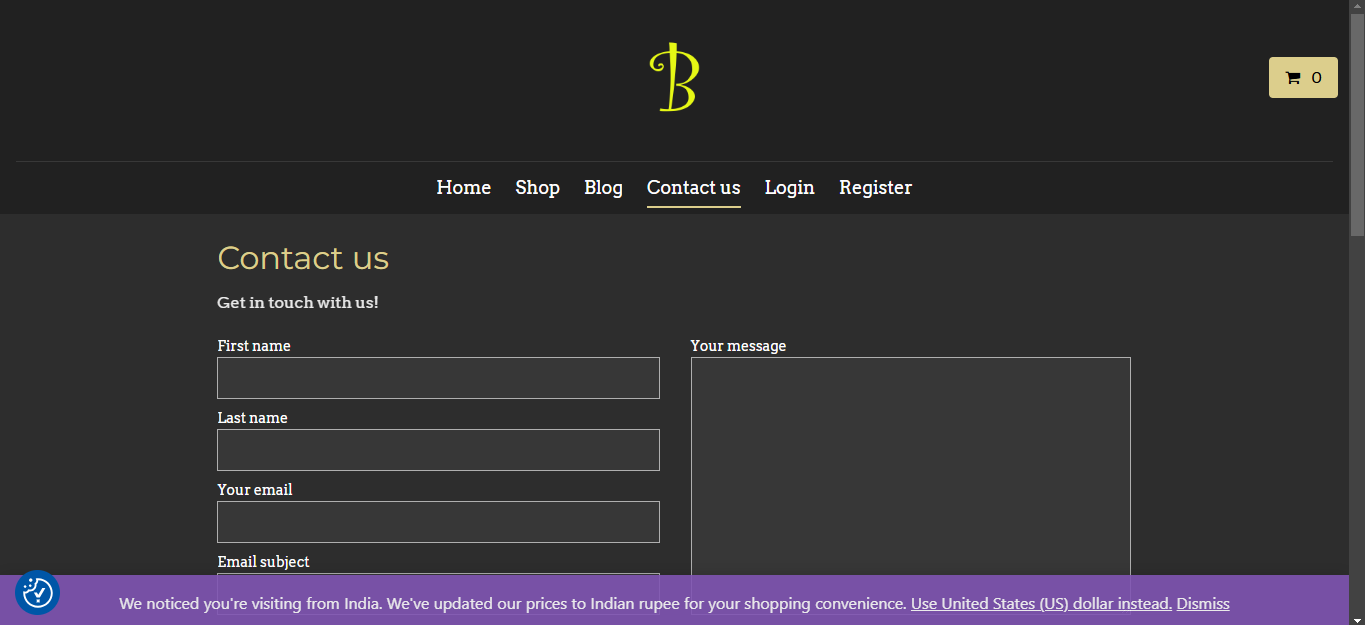 B
0
Home Shop Blog Contact us Login Register
Contact us
Get in touch with us!
First name
Your message
Last name
Your email
Email subject
We noticed you're visiting from India. We've updated our prices to Indian rupee for your shopping convenience. Use United States (US) dollar instead. Dismiss